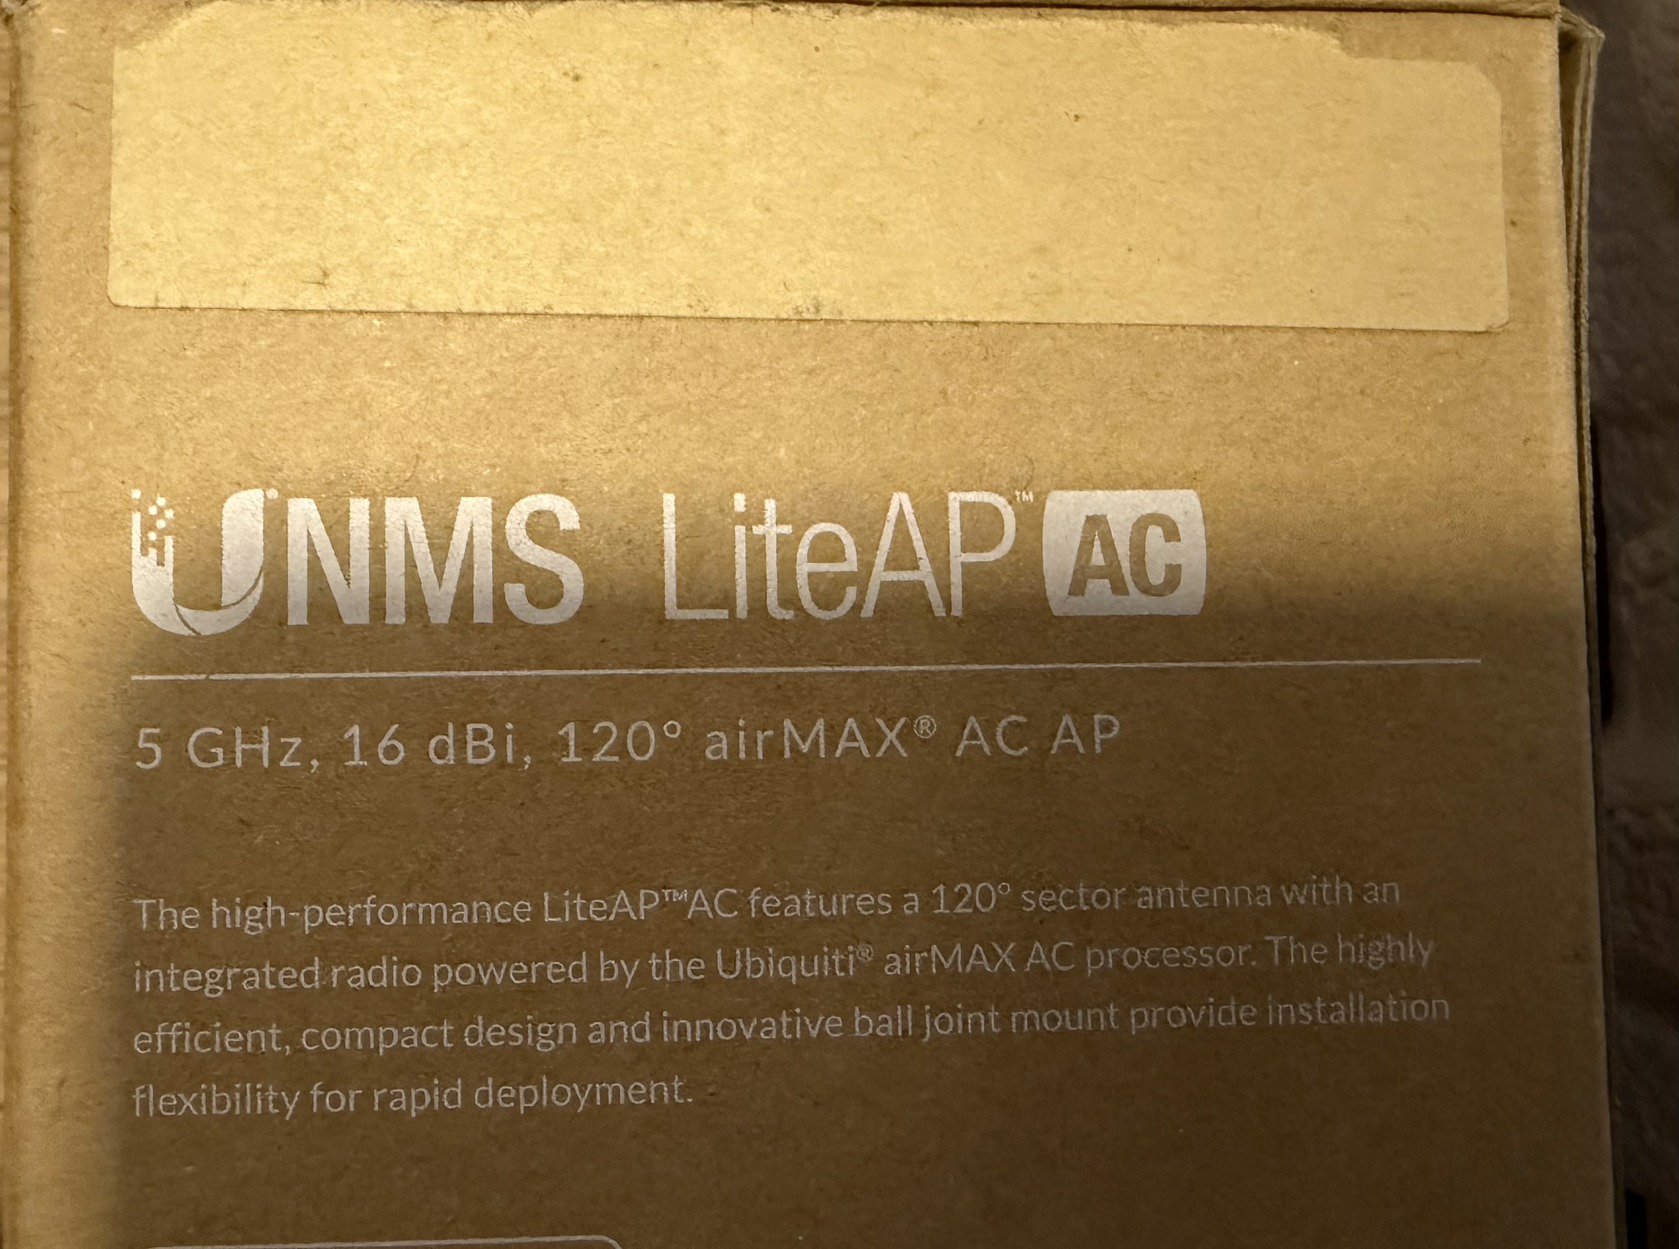 UNMS LiteAP™ AC
5 GHz, 16 dBi, 120° airMAX® AC AP
The high-performance LiteAP™AC features a 120° sector antenna with an
integrated radio powered by the Ubiquiti® airMAX AC processor. The highly
efficient, compact design and innovative ball joint mount provide installation
flexibility for rapid deployment.